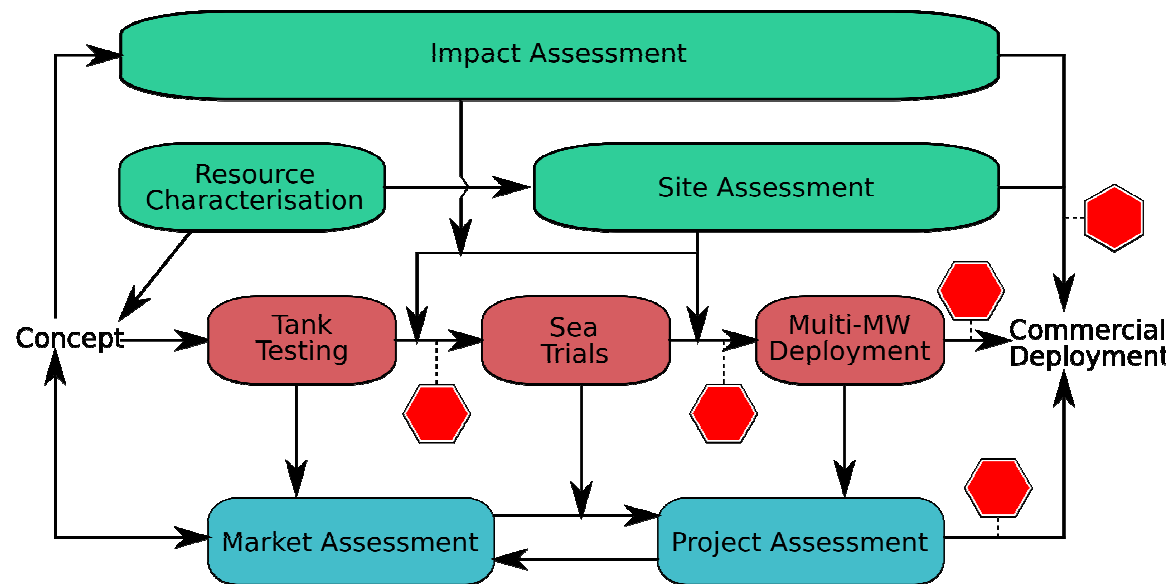 Impact Assessment
Resource
Characterisation
Site Assessment
Concept
Tank
Testing
Sea
Trials
Multi-MW
Deployment
Commercial
Deployment
Market Assessment
Project Assessment